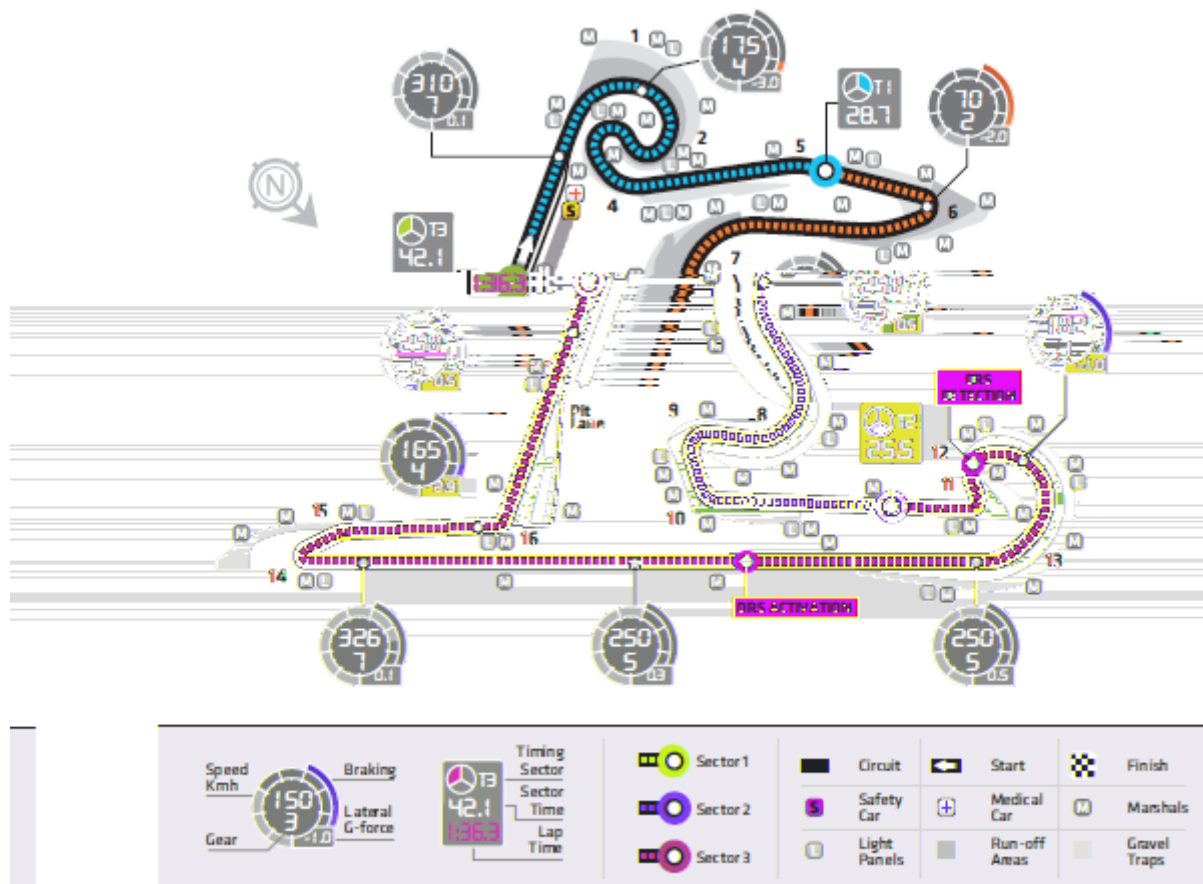 1
175
4
-3.0
310
7
0.1
T1
28.7
70
2
-2.0
2
5
N
4
S
6
T3
42.1
1:36.3
7
0.5
182
0.5
DRS
DETECTION
Pit
Lane
9
8
T2
25.5
165
4
12
11
15
10
16
14
13
DRS ACTIVATION
326
7
0.1
250
5
0.3
250
5
0.5
Speed
Kmh
Braking
150
3
-1.0
Lateral
G-force
Gear
T3
42.1
1:36.3
Timing
Sector
Sector
Time
Lap
Time
Sector 1
Sector 2
Sector 3
Circuit
Start
Finish
S
Safety
Car
Medical
Car
M
Marshals
L
Light
Panels
Run-off
Areas
Gravel
Traps